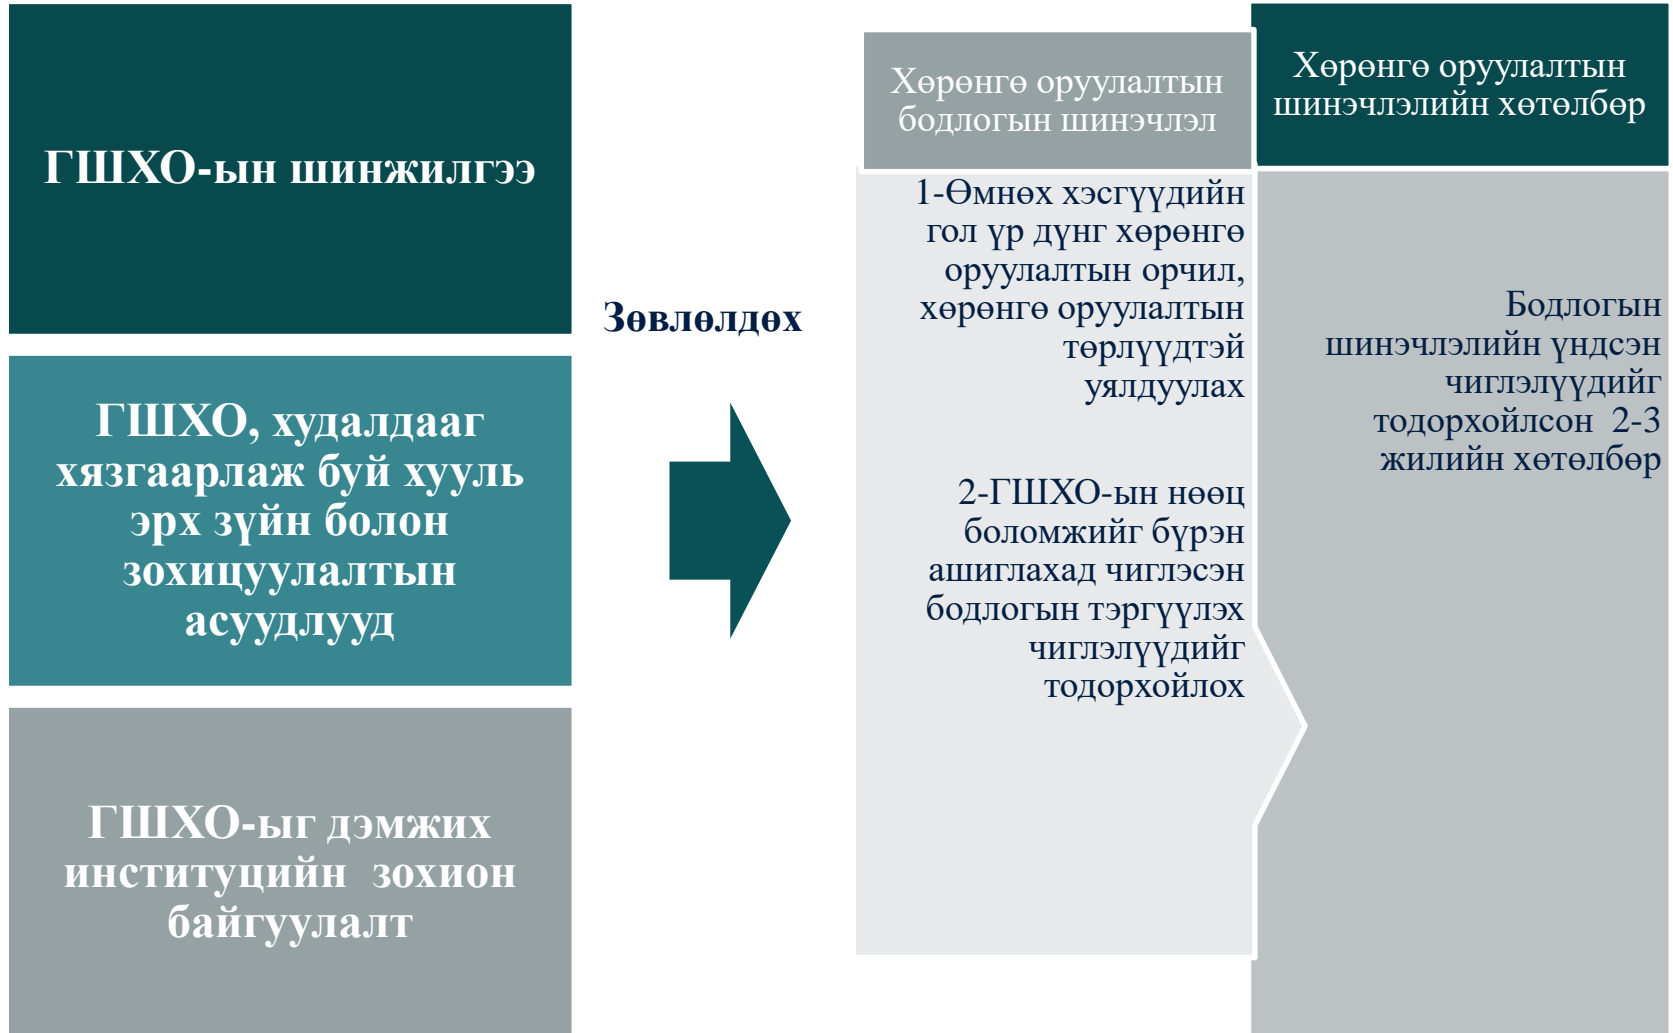 ГШХО-ын шинжилгээ
ГШХО, худалдааг
хязгаарлаж буй хууль
эрх зүйн болон
зохицуулалтын
асуудлууд
ГШХО-ыг дэмжих
институцийн  зохион
байгуулалт
Зөвлөлдөх
Хөрөнгө оруулалтын
бодлогын шинэчлэл
1-Өмнөх хэсгүүдийн
гол үр дүнг хөрөнгө
оруулалтын орчил,
хөрөнгө оруулалтын
төрлүүдтэй
уялдуулах
2-ГШХО-ын нөөц
боломжийг бүрэн
ашиглахад чиглэсэн
бодлогын тэргүүлэх
чиглэлүүдийг
тодорхойлох
Хөрөнгө оруулалтын
шинэчлэлийн хөтөлбөр
Бодлогын
шинэчлэлийн үндсэн
чиглэлүүдийг
тодорхойлсон  2-3
жилийн хөтөлбөр